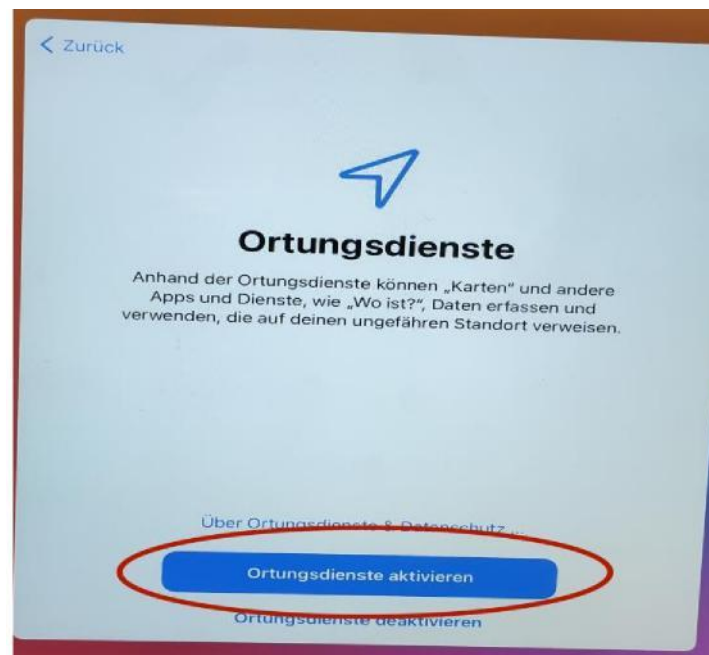 Zurück
Ortungsdienste
Anhand der Ortungsdienste können „Karten" und andere
Apps und Dienste, wie „Wo ist?", Daten erfassen und
verwenden, die auf deinen ungefähren Standort verweisen.
Über Ortungsdienste & Datenschutz ...
Ortungsdienste aktivieren
Ortungsdienste deaktivieren